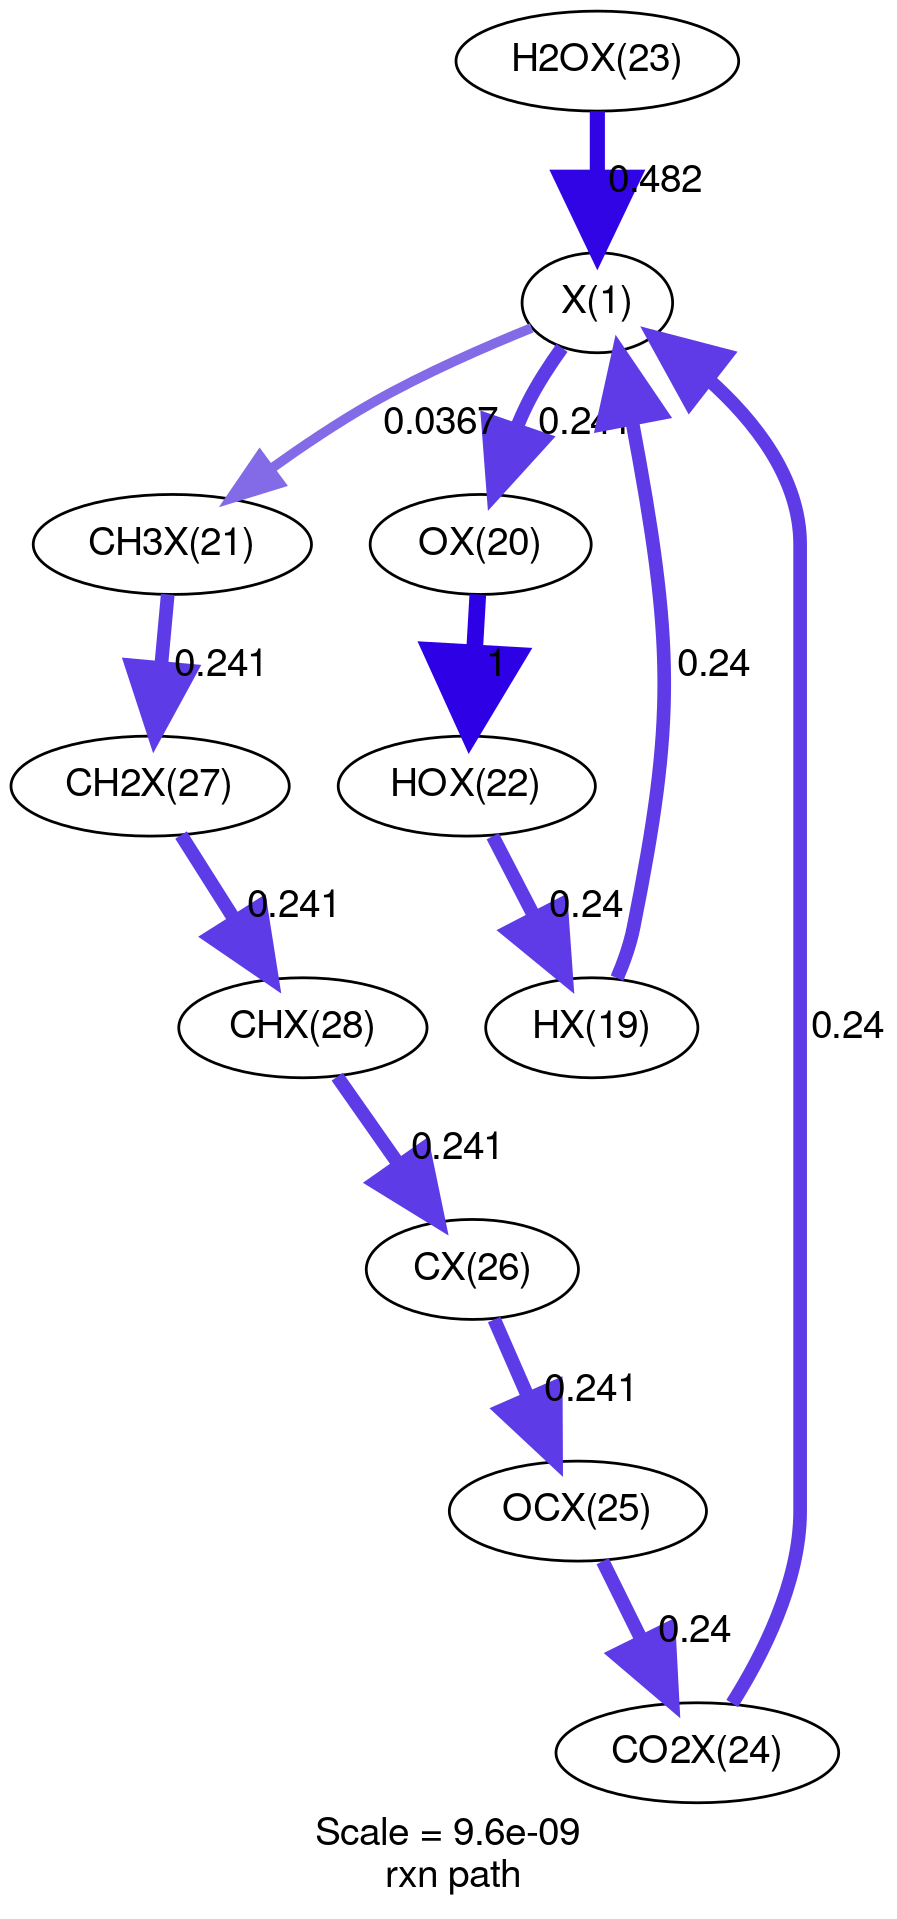 H2OX(23)
0.482
X(1)
0.0367
0.241
CH3X(21)
OX(20)
0.241
1
0.24
CH2X(27)
HOX(22)
0.241
0.24
CHX(28)
HX(19)
0.24
0.241
CX(26)
0.241
OCX(25)
0.24
CO2X(24)
Scale = 9.6e-09
rxn path